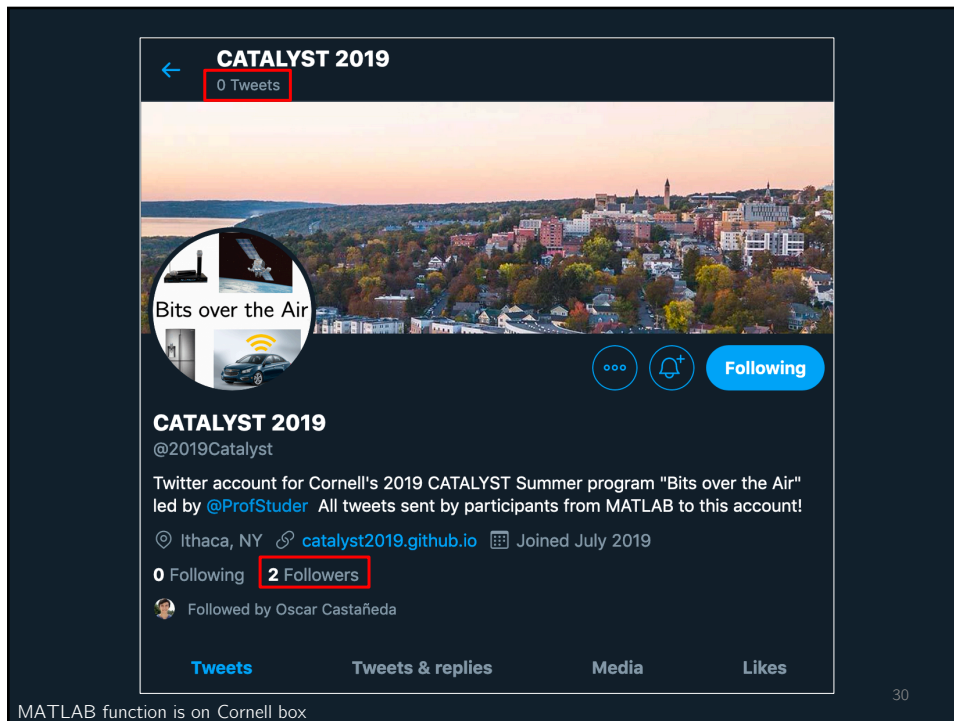 CATALYST 2019
0 Tweets
Bits over the Air
Following
CATALYST 2019
@2019Catalyst
Twitter account for Cornell's 2019 CATALYST Summer program "Bits over the Air"
led by @ProfStuder All tweets sent by participants from MATLAB to this account!
Ithaca, NY catalyst2019.github.io Joined July 2019
0 Following 2 Followers
Followed by Oscar Castañeda
Tweets Tweets & replies Media Likes
30
MATLAB function is on Cornell box